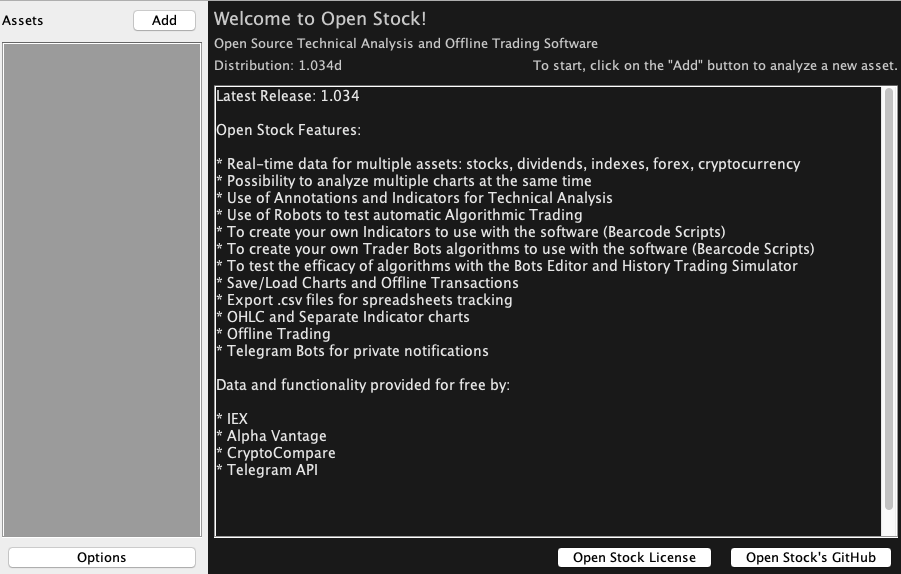 Assets
Add
Options
Welcome to Open Stock!
Open Source Technical Analysis and Offline Trading Software
Distribution: 1.034d
To start, click on the "Add" button to analyze a new asset.
Latest Release: 1.034
Open Stock Features:
* Real-time data for multiple assets: stocks, dividends, indexes, forex, cryptocurrency
* Possibility to analyze multiple charts at the same time
* Use of Annotations and Indicators for Technical Analysis
* Use of Robots to test automatic Algorithmic Trading
* To create your own Indicators to use with the software (Bearcode Scripts)
* To create your own Trader Bots algorithms to use with the software (Bearcode Scripts)
* To test the efficacy of algorithms with the Bots Editor and History Trading Simulator
* Save/Load Charts and Offline Transactions
* Export .csv files for spreadsheets tracking
* OHLC and Separate Indicator charts
* Offline Trading
* Telegram Bots for private notifications
Data and functionality provided for free by:
* IEX
* Alpha Vantage
* CryptoCompare
* Telegram API
Open Stock License
Open Stock's GitHub